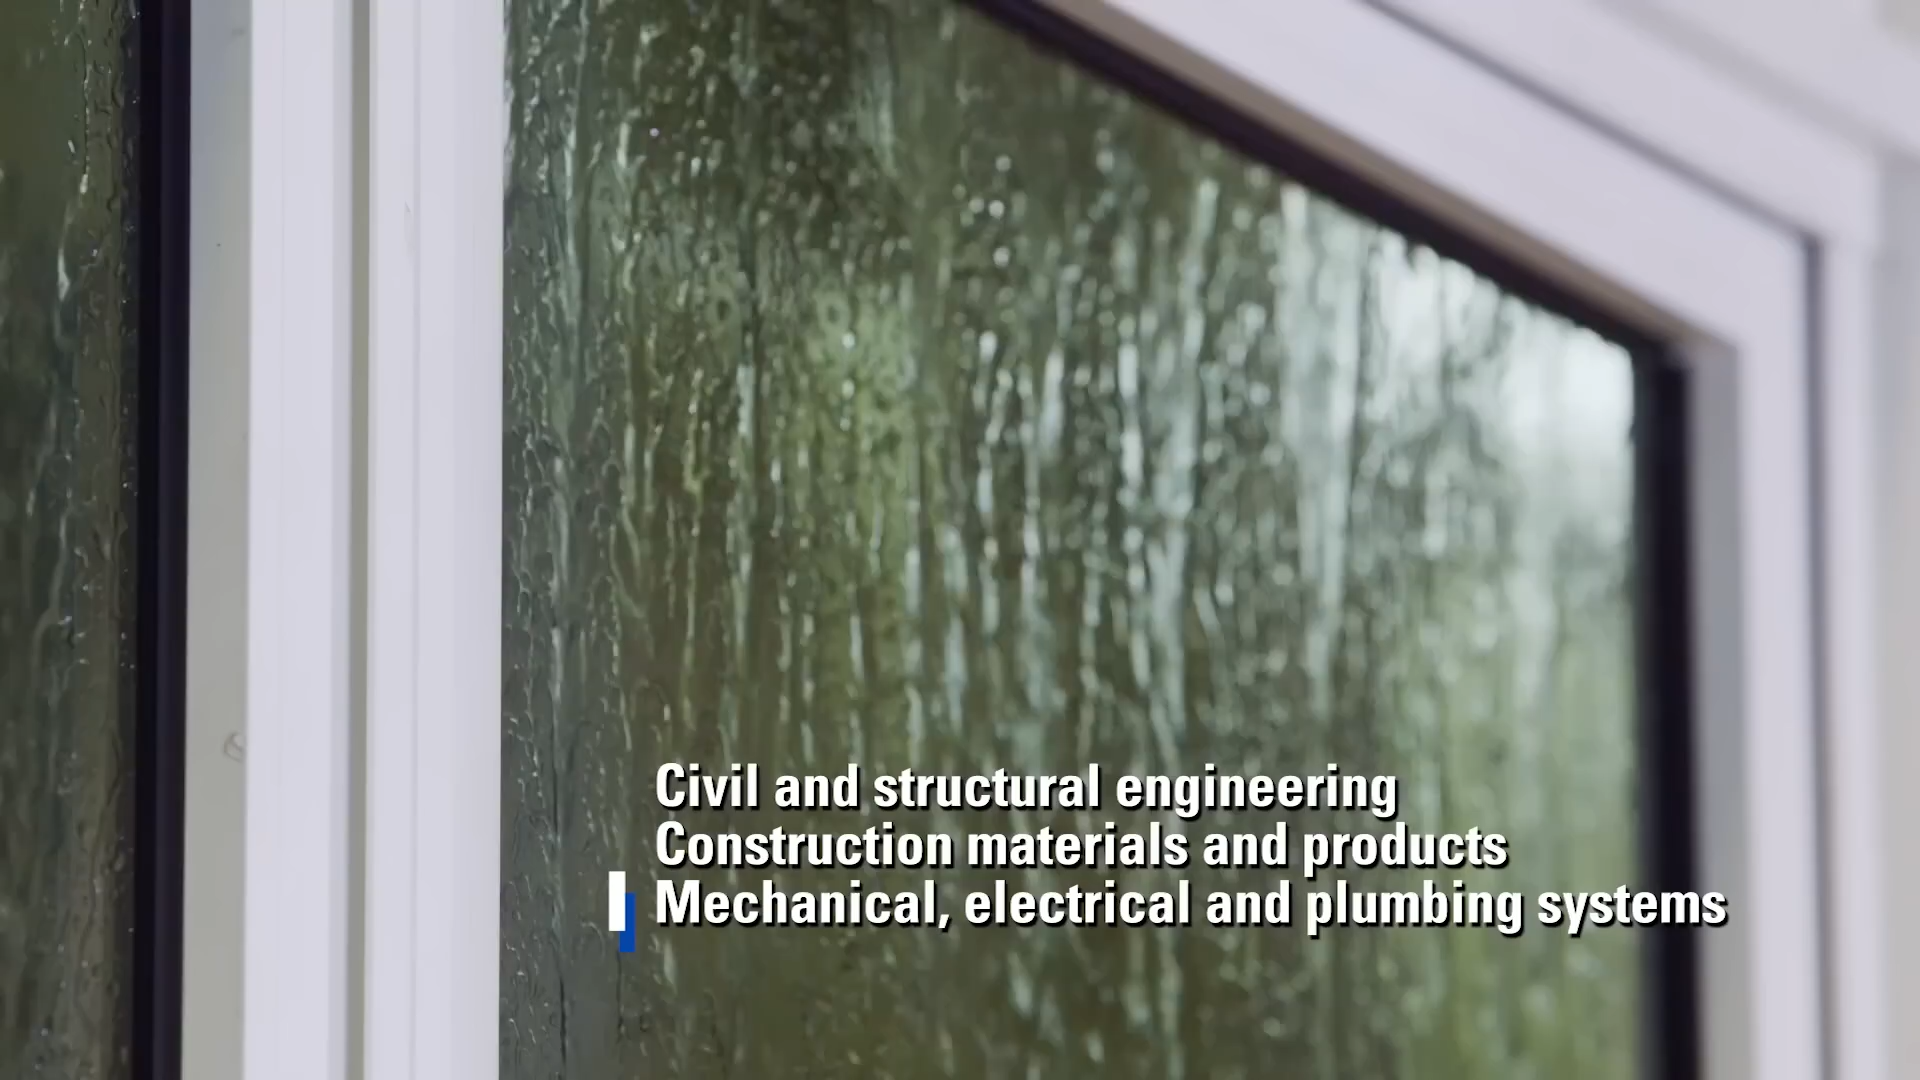 Civil and structural engineering
Construction materials and products
Mechanical, electrical and plumbing systems